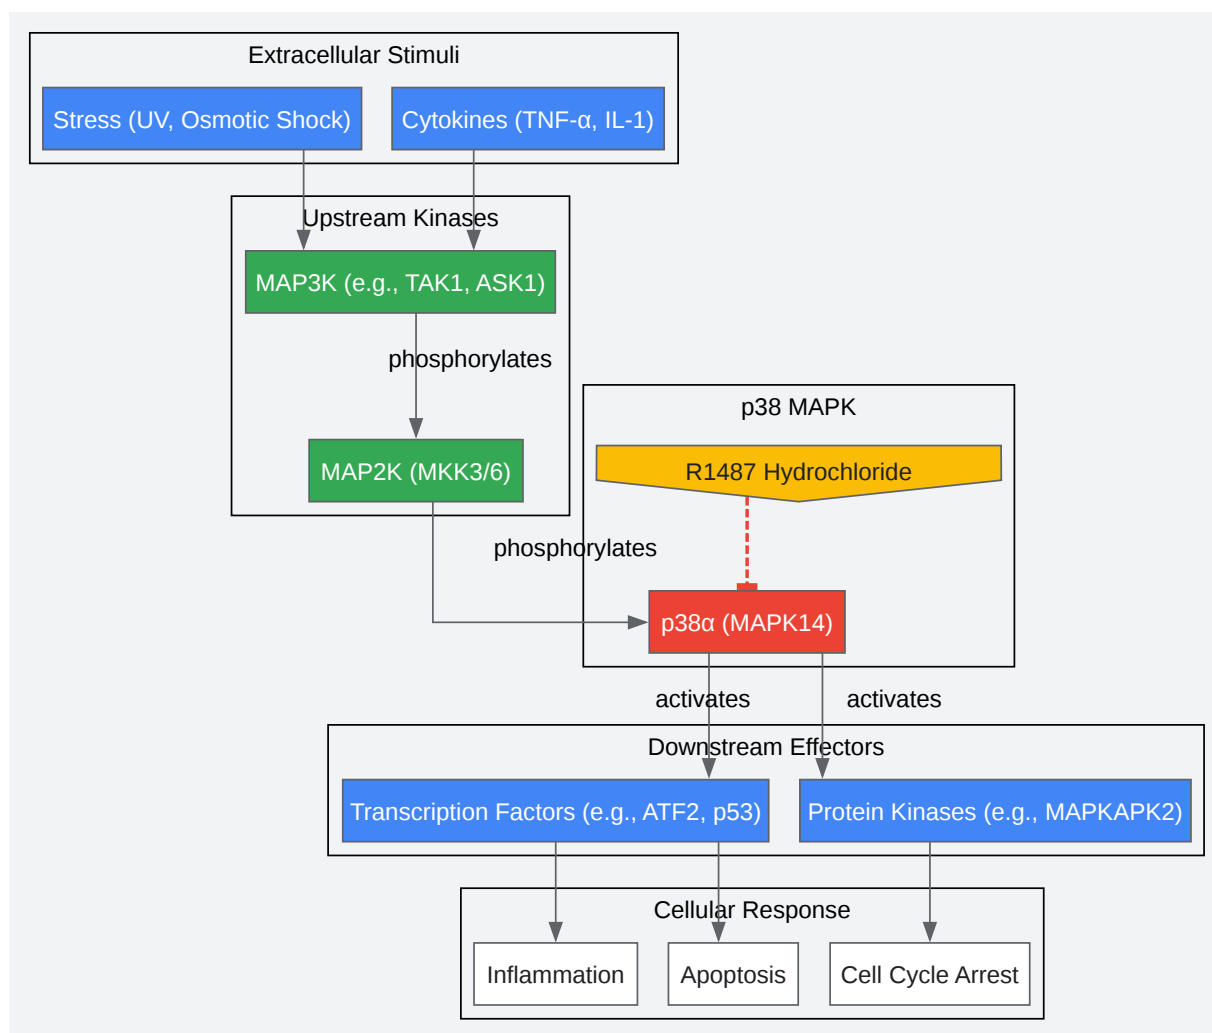 Extracellular Stimuli
Stress (UV, Osmotic Shock)
Cytokines (TNF-α, IL-1)
Upstream Kinases
MAP3K (e.g., TAK1, ASK1)
phosphorylates
MAP2K (MKK3/6)
p38 MAPK
R1487 Hydrochloride
phosphorylates
p38α (MAPK14)
activates
activates
Downstream Effectors
Transcription Factors (e.g., ATF2, p53)
Protein Kinases (e.g., MAPKAPK2)
Cellular Response
Inflammation
Apoptosis
Cell Cycle Arrest